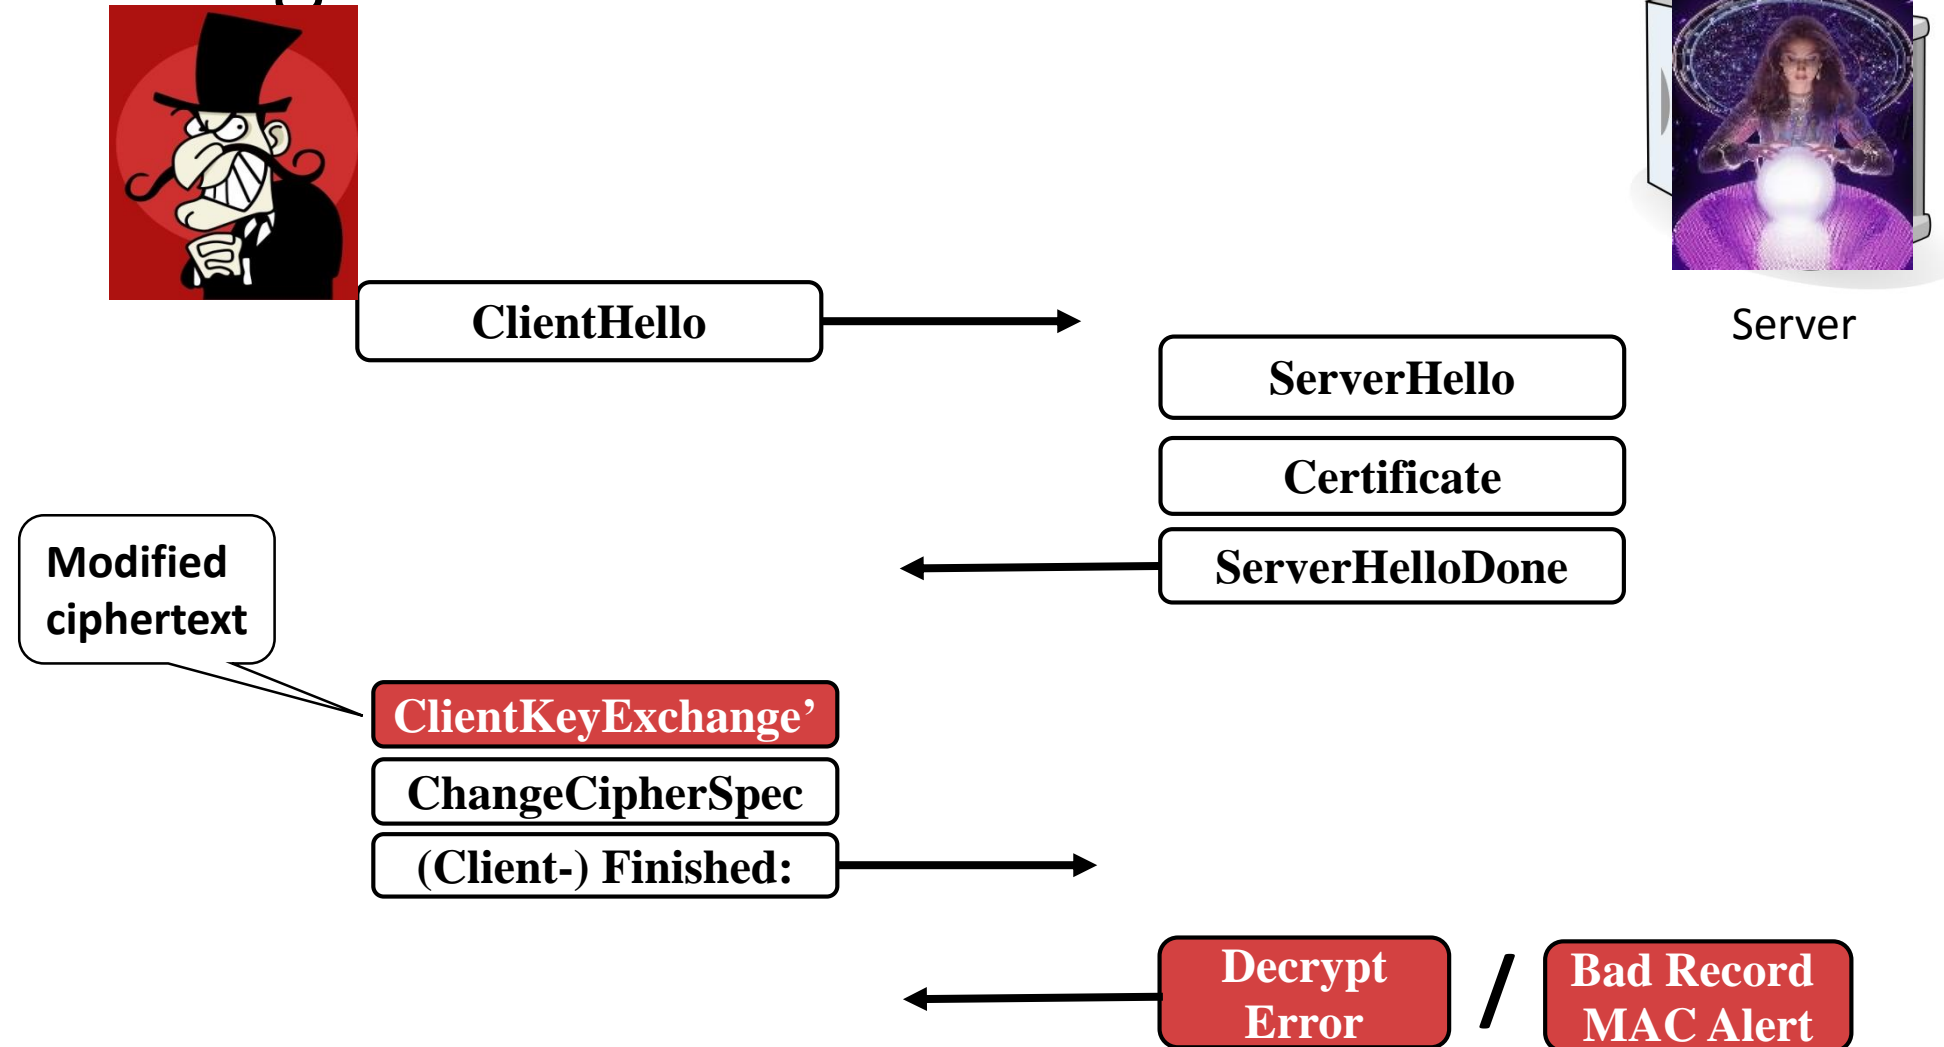 ClientHello
Server
ServerHello
Certificate
ServerHelloDone
Modified
ciphertext
ClientKeyExchange’
ChangeCipherSpec
(Client-) Finished:
Decrypt
Error
/
Bad Record
MAC Alert